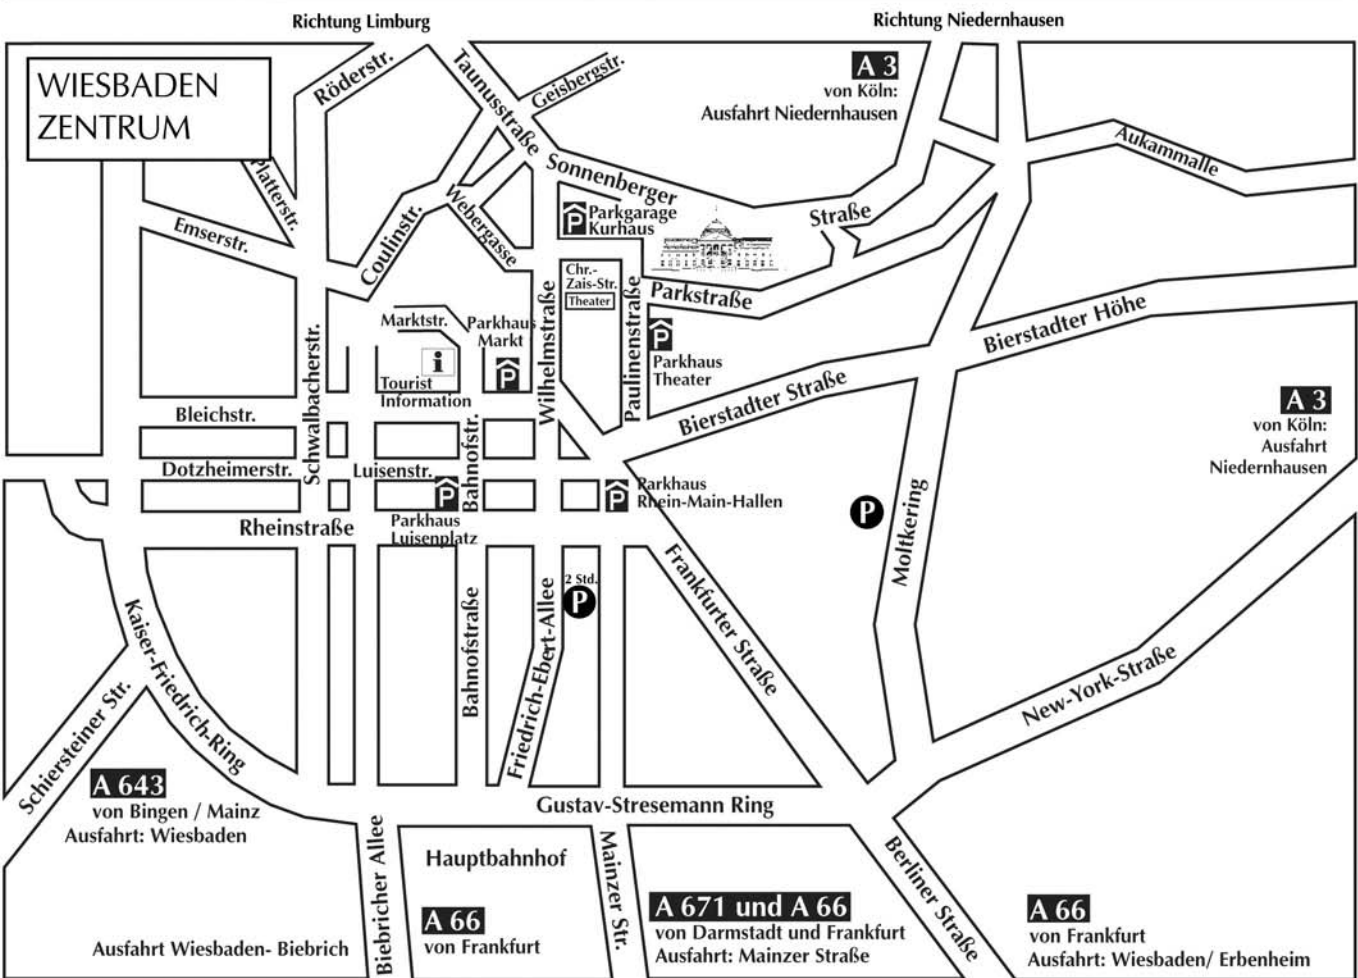 Richtung Limburg
Richtung Niedernhausen
WIESBADEN
ZENTRUM
Röderstr.
Taunusstraße
Geisbergstr.
A 3
von Köln:
Ausfahrt Niedernhausen
Aukammalle
Platterstr.
Sonnenberger
Straße
Emserstr.
Coulinstr.
Webergasse
P
Parkgarage
Kurhaus
Chr.-
Zais-Str.
Theater
Parkstraße
Wilhelmstraße
Paulinenstraße
Marktstr.
Parkhaus
Markt
P
i
Tourist
Information
P
Parkhaus
Theater
Bierstadter Höhe
Bierstadter Straße
Schwalbacherstr.
Bleichstr.
Bahnhofstr.
A 3
von Köln:
Ausfahrt
Niedernhausen
Dotzheimerstr.
Luisenstr.
P
Parkhaus
Luisenplatz
P
Parkhaus
Rhein-Main-Hallen
P
Moltkering
Rheinstraße
2 Std.
P
Frankfurter Straße
Kaiser-Friedrich-Ring
Bahnhofstraße
Friedrich-Ebert-Allee
New-York-Straße
Schiersteiner Str.
A 643
von Bingen / Mainz
Ausfahrt: Wiesbaden
Gustav-Stresemann Ring
Biebricher Allee
Hauptbahnhof
Mainzer Str.
Berliner Straße
A 66
von Frankfurt
Ausfahrt Wiesbaden- Biebrich
A 671 und A 66
von Darmstadt und Frankfurt
Ausfahrt: Mainzer Straße
A 66
von Frankfurt
Ausfahrt: Wiesbaden/ Erbenheim